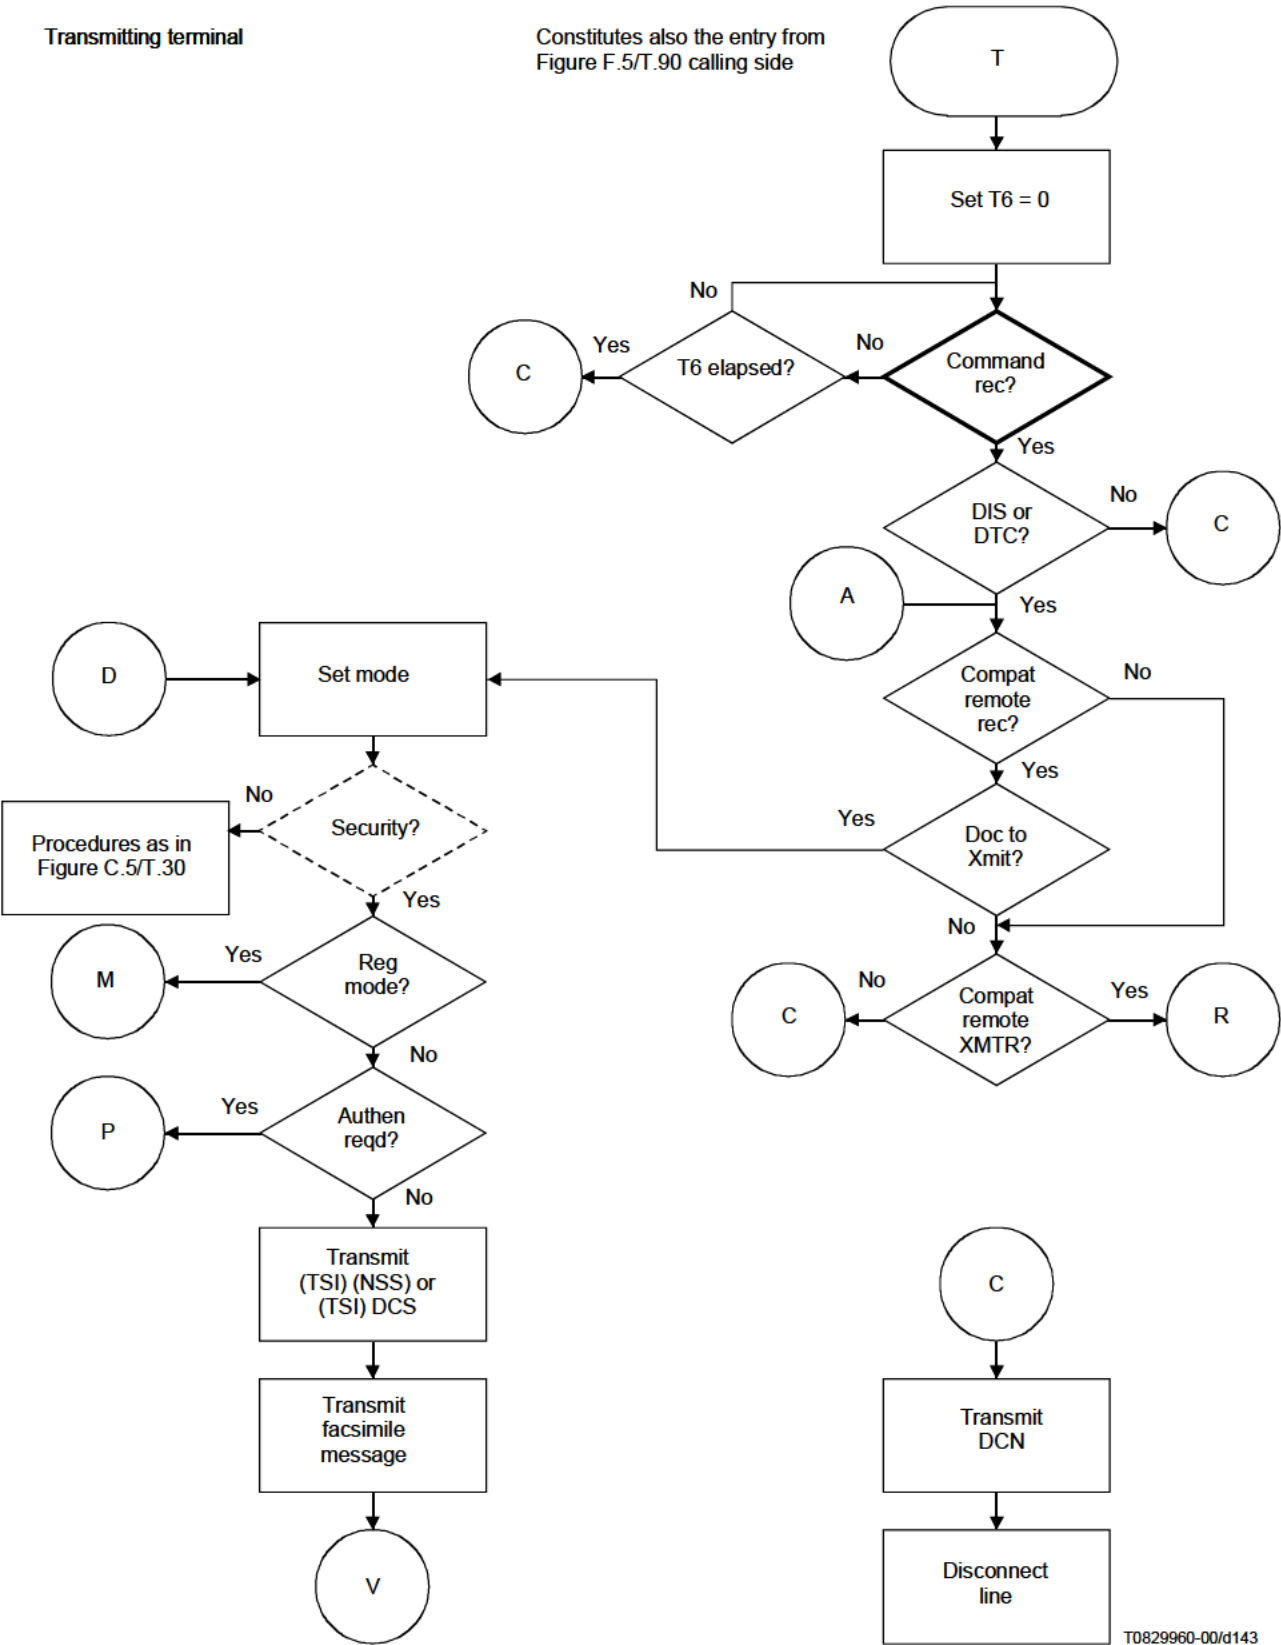 Transmitting terminal
Constitutes also the entry from
Figure F.5/T.90 calling side
T
Set T6 = 0
No
Yes
C
T6 elapsed?
No
Command
rec?
Yes
DIS or
DTC?
No
C
A
Yes
D
Set mode
Compat
remote
rec?
No
Yes
No
Procedures as in
Figure C.5/T.30
Security?
Yes
Doc to
Xmit?
Yes
No
M
Yes
Reg
mode?
C
No
Compat
remote
XMTR?
Yes
R
No
P
Yes
Authen
reqd?
No
Transmit
(TSI) (NSS) or
(TSI) DCS
C
Transmit
facsimile
message
Transmit
DCN
V
Disconnect
line
T0829960-00/d143